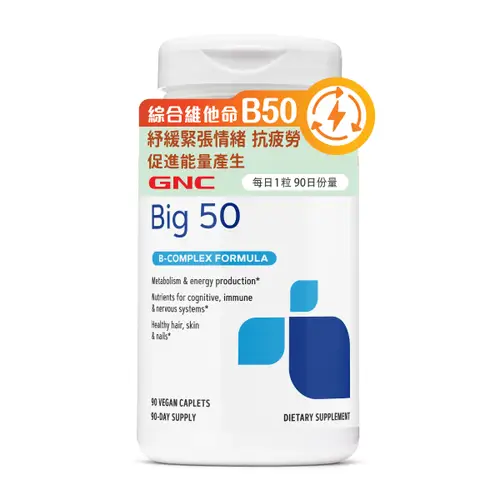 綜合維他命B50
紓緩緊張情緒 抗疲勞
促進能量產生
GNC
每日1粒 90日份量
Big 50
B-COMPLEX FORMULA
Metabolism & energy production*
Nutrients for cognitive, immune
& nervous systems*
Healthy hair, skin
& nails*
90 VEGAN CAPLETS
90-DAY SUPPLY
DIETARY SUPPLEMENT